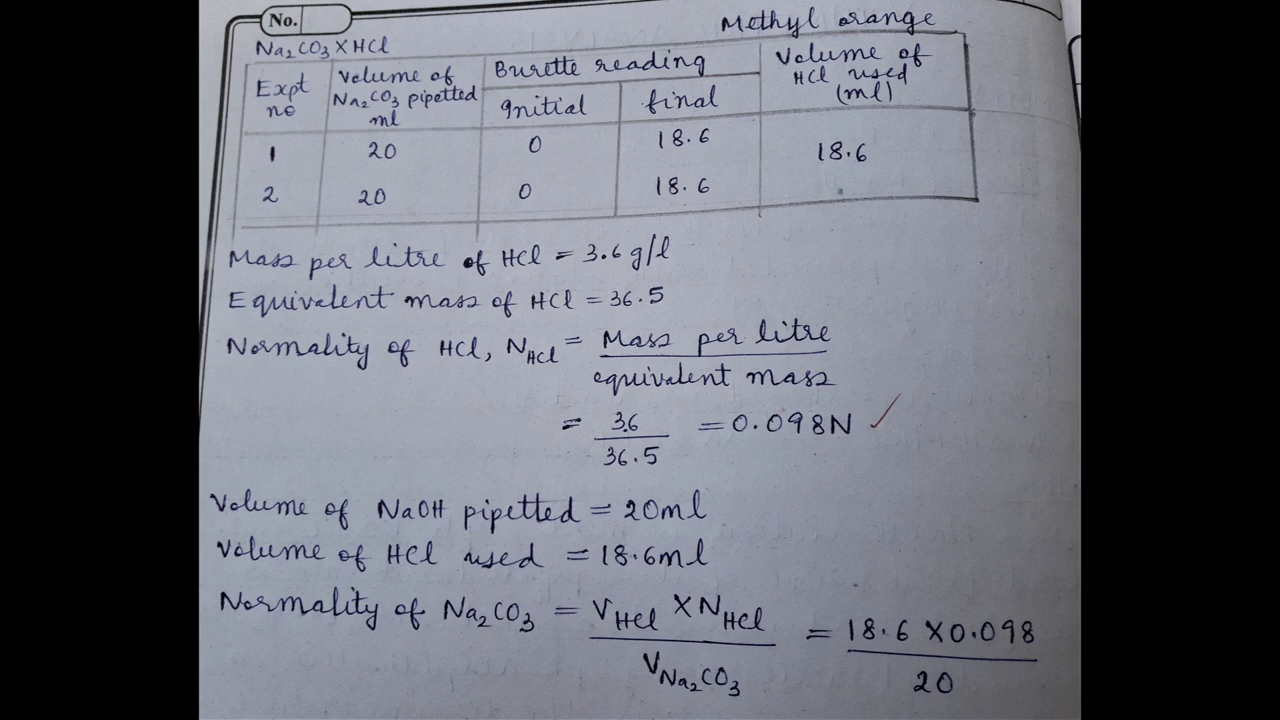 No.
Methyl orange
Na₂CO₃ X HCl
Expt no | Volume of Na₂CO₃ pipetted ml | Burette reading | Volume of HCl used (ml)
Initial | final
1 | 20 | 0 | 18.6 | 18.6
2 | 20 | 0 | 18.6
Mass per litre of HCl = 3.6 g/l
Equivalent mass of HCl = 36.5
Normality of HCl, N_HCl = Mass per litre / equivalent mass
= 3.6 / 36.5 = 0.098N ✓
Volume of NaOH pipetted = 20ml
Volume of HCl used = 18.6ml
Normality of Na₂CO₃ = V_HCl X N_HCl / V_Na₂CO₃ = 18.6 X 0.098 / 20